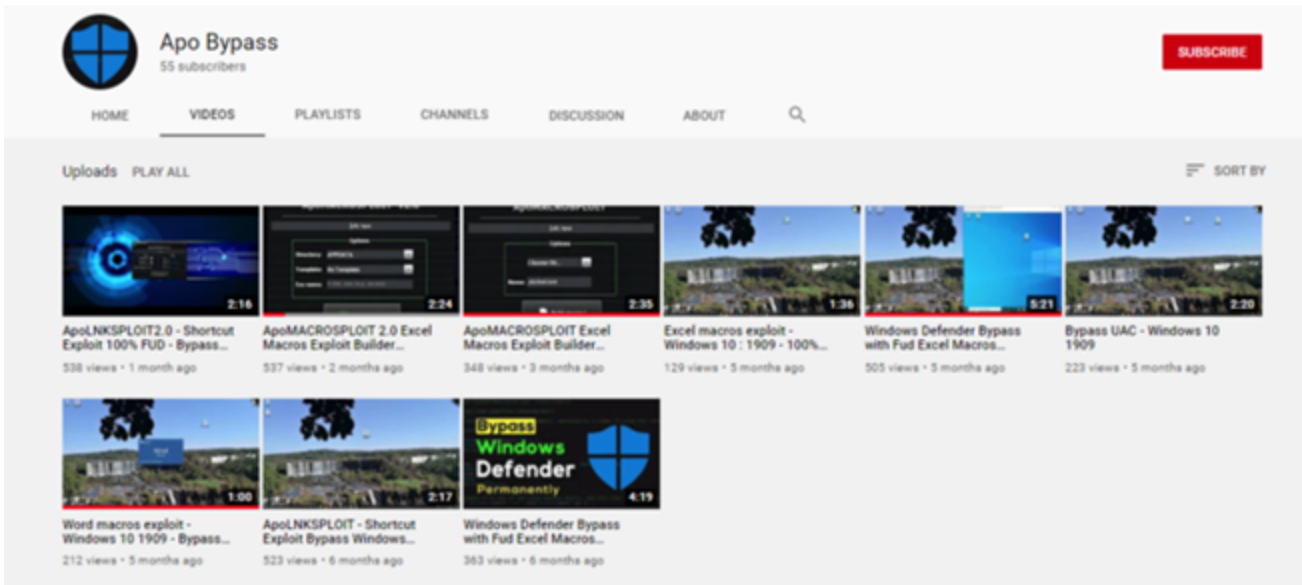 Apo Bypass
55 subscribers
SUBSCRIBE
HOME VIDEOS PLAYLISTS CHANNELS DISCUSSION ABOUT
Uploads PLAY ALL SORT BY
2:16
2:24
2:35
1:36
5:21
2:20
ApoLNKSPLOIT2.0 - Shortcut
Exploit 100% FUD - Bypass...
538 views • 1 month ago
ApoMACROSPLOIT 2.0 Excel
Macros Exploit Builder...
537 views • 2 months ago
ApoMACROSPLOIT Excel
Macros Exploit Builder...
348 views • 3 months ago
Excel macros exploit -
Windows 10 : 1909 - 100%...
129 views • 5 months ago
Windows Defender Bypass
with Fud Excel Macros...
505 views • 5 months ago
Bypass UAC - Windows 10
1909
223 views • 5 months ago
1:00
2:17
Bypass
Windows
Defender
Permanently
4:19
Word macros exploit -
Windows 10 1909 - Bypass...
212 views • 5 months ago
ApoLNKSPLOIT - Shortcut
Exploit Bypass Windows...
523 views • 6 months ago
Windows Defender Bypass
with Fud Excel Macros...
363 views • 6 months ago